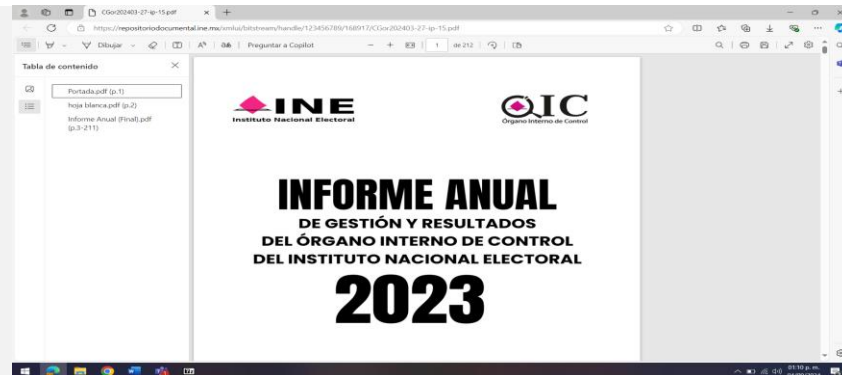 CGor202403-27-ip-15.pdf
https://repositoriodocumental.ine.mx/xmlui/bitstream/handle/123456789/168917/CGor202403-27-ip-15.pdf
Dibujar
Preguntar a Copilot
1 de 212
Tabla de contenido
Portada.pdf (p.1)
hoja blanca.pdf (p.2)
Informe Anual (Final).pdf
(p.3-211)
INE
Instituto Nacional Electoral
OIC
Órgano Interno de Control
INFORME ANUAL
DE GESTIÓN Y RESULTADOS
DEL ÓRGANO INTERNO DE CONTROL
DEL INSTITUTO NACIONAL ELECTORAL
2023
01:10 p. m.